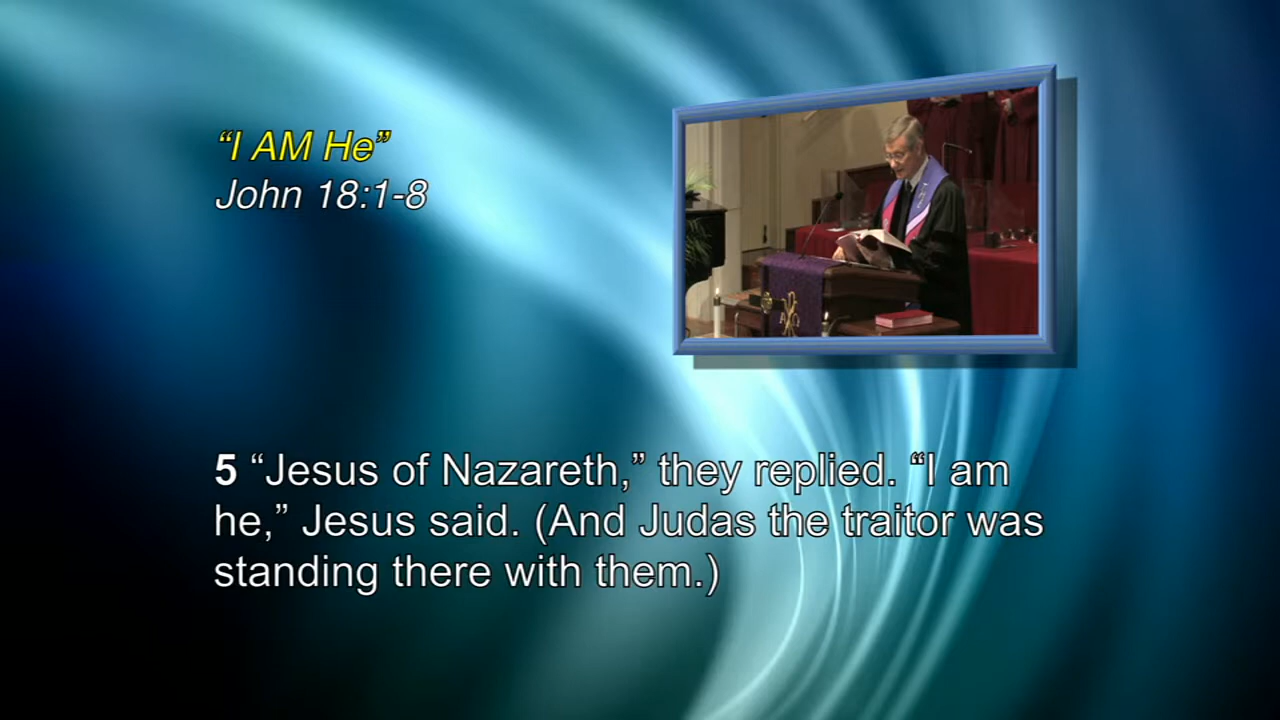 “I AM He”
John 18:1-8
5 “Jesus of Nazareth,” they replied. “I am
he,” Jesus said. (And Judas the traitor was
standing there with them.)